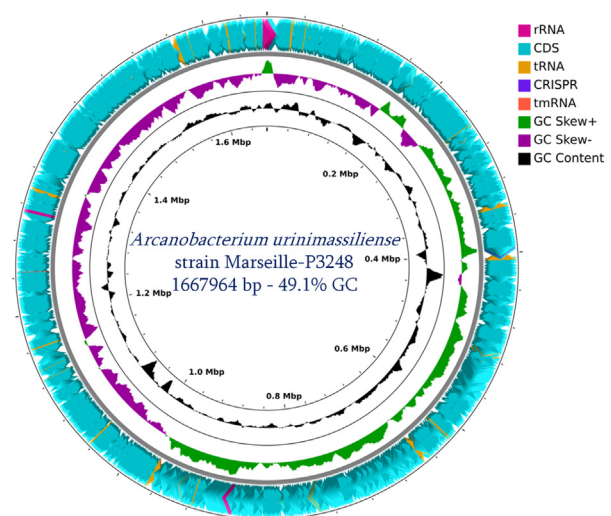 rRNA
CDS
tRNA
CRISPR
tmRNA
GC Skew+
GC Skew-
GC Content
1.6 Mbp
0.2 Mbp
1.4 Mbp
Arcanobacterium urinimassiliense
strain Marseille-P3248
1667964 bp - 49.1% GC
0.4 Mbp
1.2 Mbp
0.6 Mbp
1.0 Mbp
0.8 Mbp